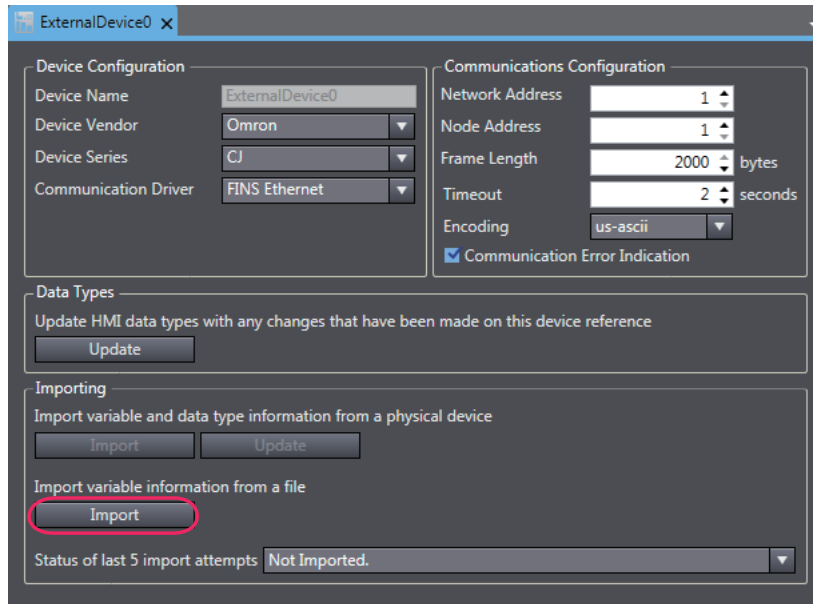 ExternalDevice0
Device Configuration
Device Name ExternalDevice0
Device Vendor Omron
Device Series CJ
Communication Driver FINS Ethernet
Communications Configuration
Network Address 1
Node Address 1
Frame Length 2000 bytes
Timeout 2 seconds
Encoding us-ascii
Communication Error Indication
Data Types
Update HMI data types with any changes that have been made on this device reference
Update
Importing
Import variable and data type information from a physical device
Import Update
Import variable information from a file
Import
Status of last 5 import attempts Not Imported.